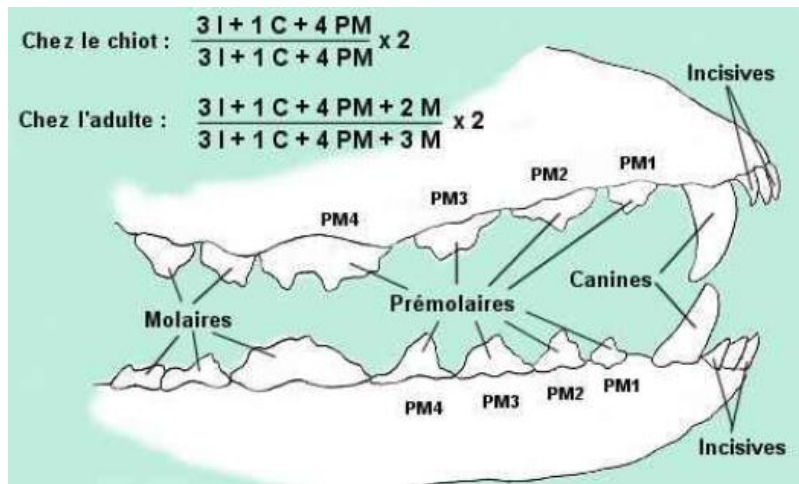 Chez le chiot : 3 I + 1 C + 4 PM x 2
3 I + 1 C + 4 PM
Chez l'adulte : 3 I + 1 C + 4 PM + 2 M x 2
3 I + 1 C + 4 PM + 3 M
Incisives
PM1
PM2
PM3
PM4
Canines
Prémolaires
Molaires
PM4
PM3
PM2
PM1
Incisives